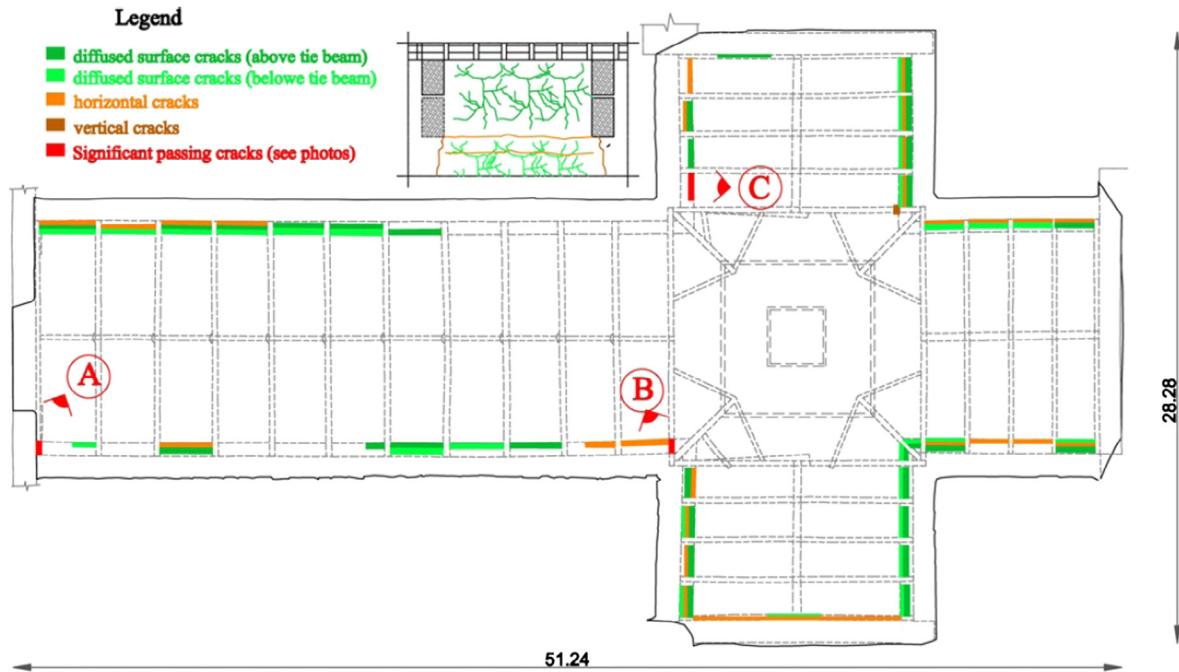 Legend
diffused surface cracks (above tie beam)
diffused surface cracks (belowe tie beam)
horizontal cracks
vertical cracks
Significant passing cracks (see photos)
C
A
B
28.28
51.24